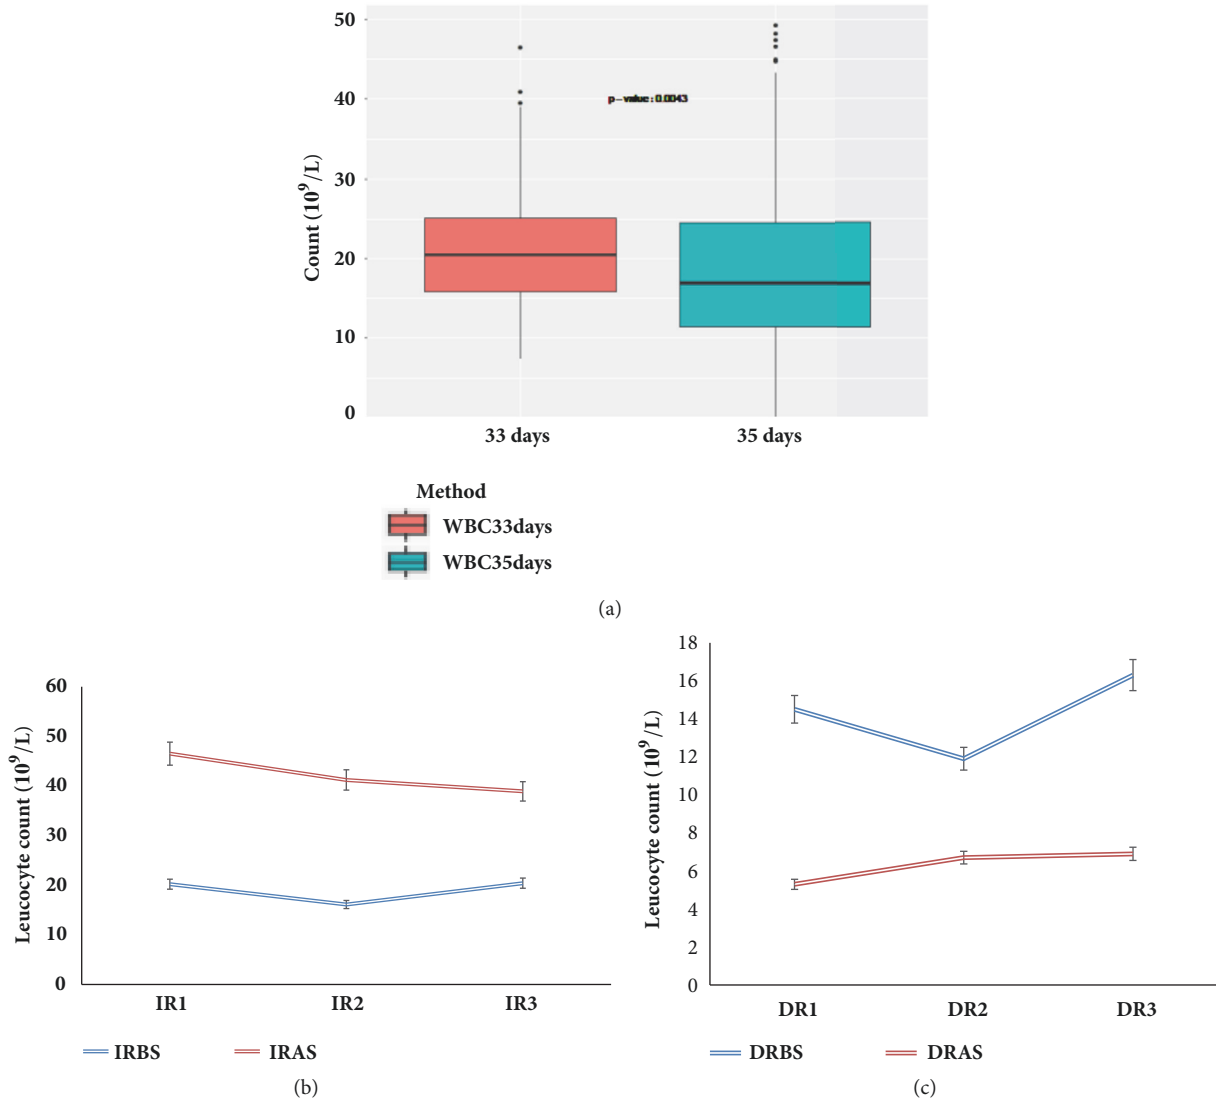 50
40
30
20
10
0
Count (10⁹/L)
p-value: 0.0043
33 days
35 days
Method
WBC33days
WBC35days
(a)
60
50
40
30
20
10
0
Leucocyte count (10⁹/L)
IR1
IR2
IR3
IRBS
IRAS
(b)
18
16
14
12
10
8
6
4
2
0
Leucocyte count (10⁹/L)
DR1
DR2
DR3
DRBS
DRAS
(c)